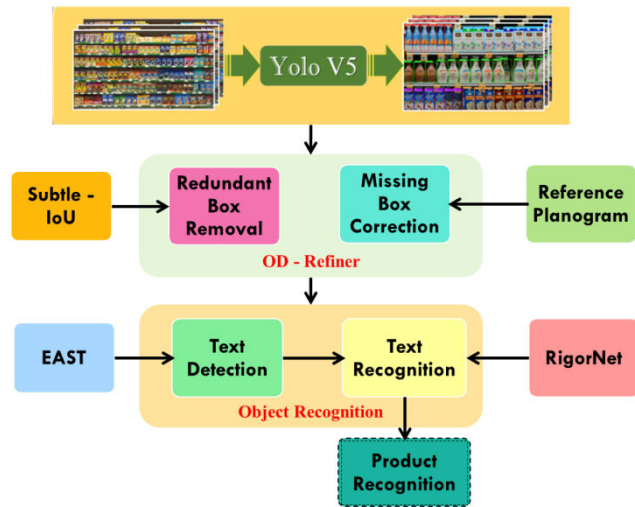 Yolo V5
Subtle -
IoU
Redundant
Box
Removal
Missing
Box
Correction
Reference
Planogram
OD - Refiner
EAST
Text
Detection
Text
Recognition
RigorNet
Object Recognition
Product
Recognition